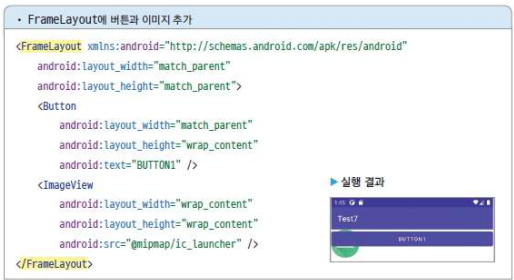 • FrameLayout에 버튼과 이미지 추가
<FrameLayout xmlns:android="http://schemas.android.com/apk/res/android"
android:layout_width="match_parent"
android:layout_height="match_parent">
<Button
android:layout_width="match_parent"
android:layout_height="wrap_content"
android:text="BUTTON1" />
<ImageView
android:layout_width="wrap_content"
android:layout_height="wrap_content"
android:src="@mipmap/ic_launcher" />
</FrameLayout>
▶ 실행 결과
Test7
BUTTON1